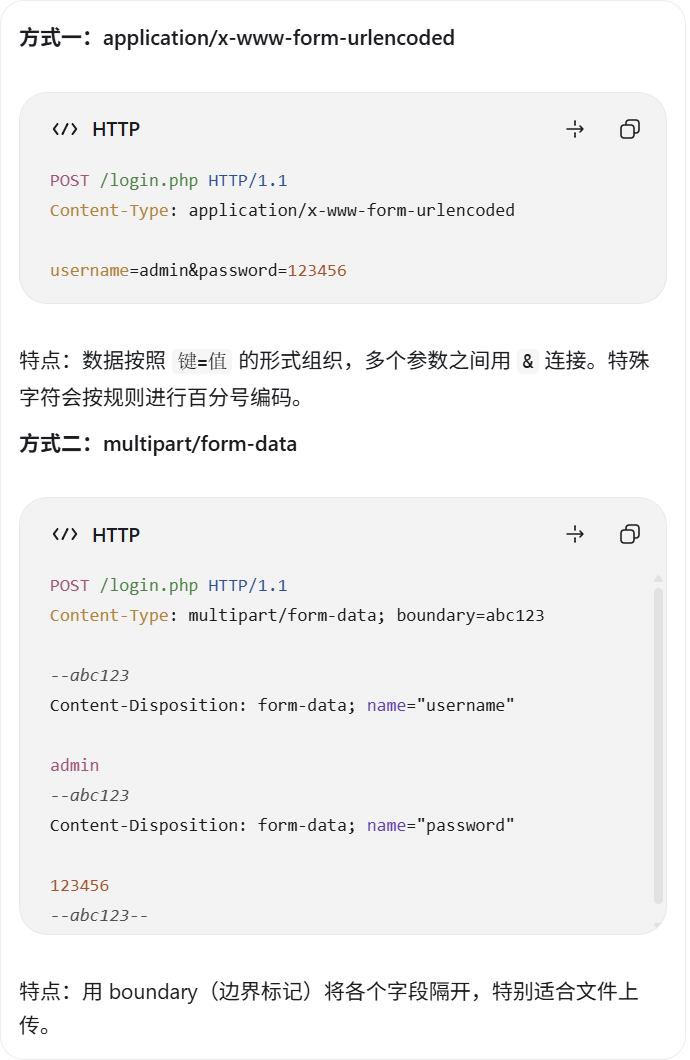 方式一：application/x-www-form-urlencoded
</> HTTP
POST /login.php HTTP/1.1
Content-Type: application/x-www-form-urlencoded
username=admin&password=123456
特点：数据按照 键=值 的形式组织，多个参数之间用 & 连接。特殊
字符会按规则进行百分号编码。
方式二：multipart/form-data
</> HTTP
POST /login.php HTTP/1.1
Content-Type: multipart/form-data; boundary=abc123
--abc123
Content-Disposition: form-data; name="username"
admin
--abc123
Content-Disposition: form-data; name="password"
123456
--abc123--
特点：用 boundary（边界标记）将各个字段隔开，特别适合文件上
传。